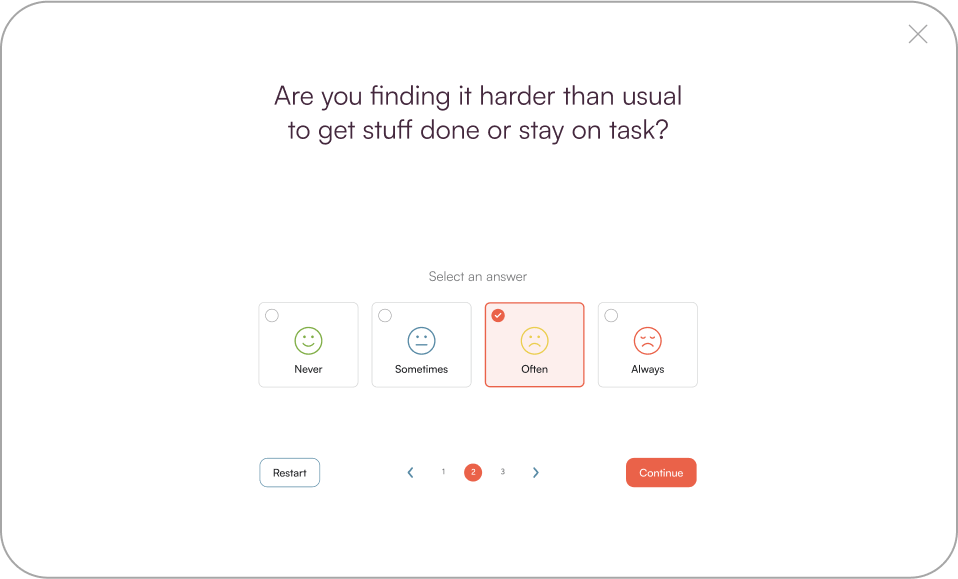 Are you finding it harder than usual
to get stuff done or stay on task?
Select an answer
Never Sometimes Often Always
Restart 1 2 3 Continue